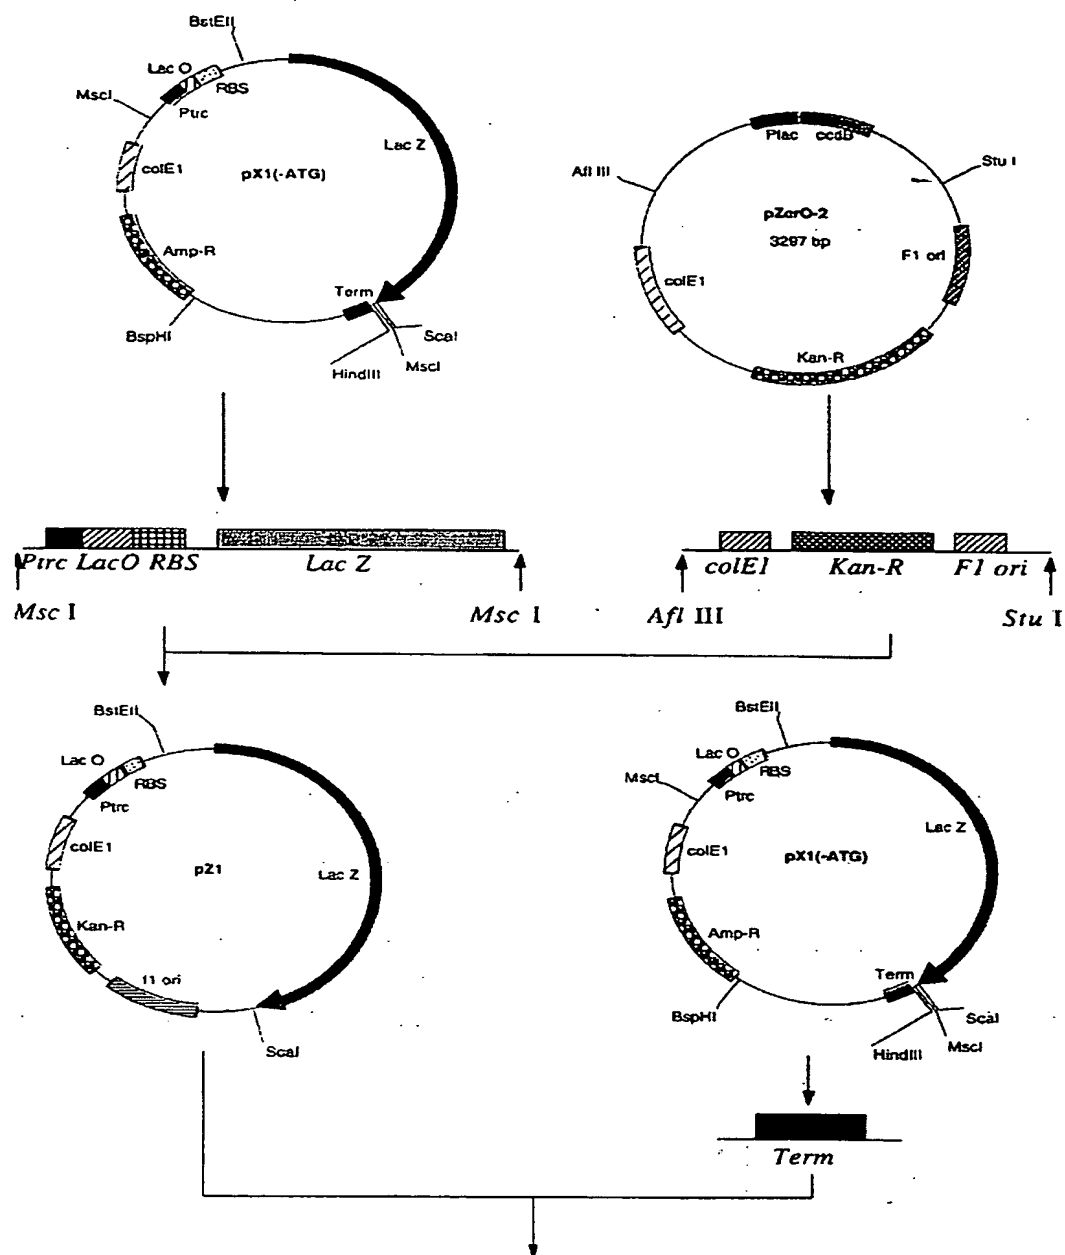 BstEII
Lac O
RBS
MscI
Ptrc
Lac Z
colE1
pX1(-ATG)
Amp-R
Term
BspHI
ScaI
MscI
HindIII
Plac ccdB
Stu I
Afl III
pZerO-2
3297 bp
F1 ori
colE1
Kan-R
Ptrc LacO RBS Lac Z
Msc I Msc I
colE1 Kan-R F1 ori
Afl III Stu I
BstEII
Lac O
RBS
Ptrc
colE1
pZ1
Lac Z
Kan-R
f1 ori
ScaI
BstEII
Lac O
RBS
MscI
Ptrc
Lac Z
colE1
pX1(-ATG)
Amp-R
Term
BspHI
ScaI
MscI
HindIII
Term